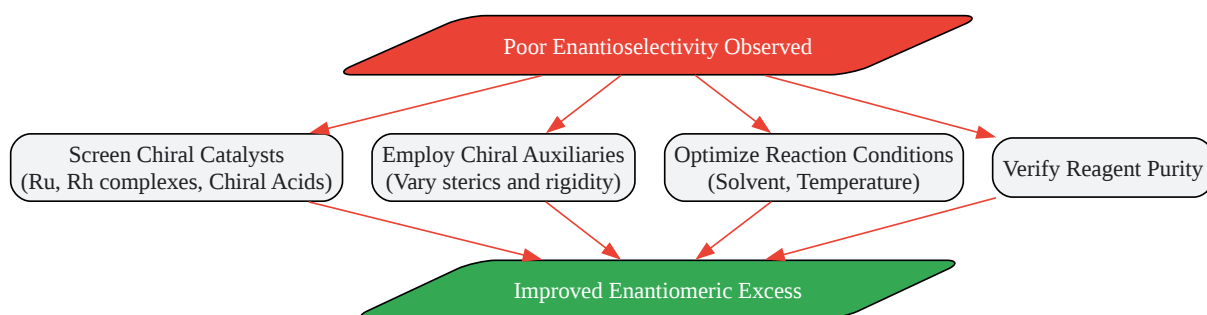 Poor Enantioselectivity Observed
Screen Chiral Catalysts
(Ru, Rh complexes, Chiral Acids)
Employ Chiral Auxiliaries
(Vary sterics and rigidity)
Optimize Reaction Conditions
(Solvent, Temperature)
Verify Reagent Purity
Improved Enantiomeric Excess